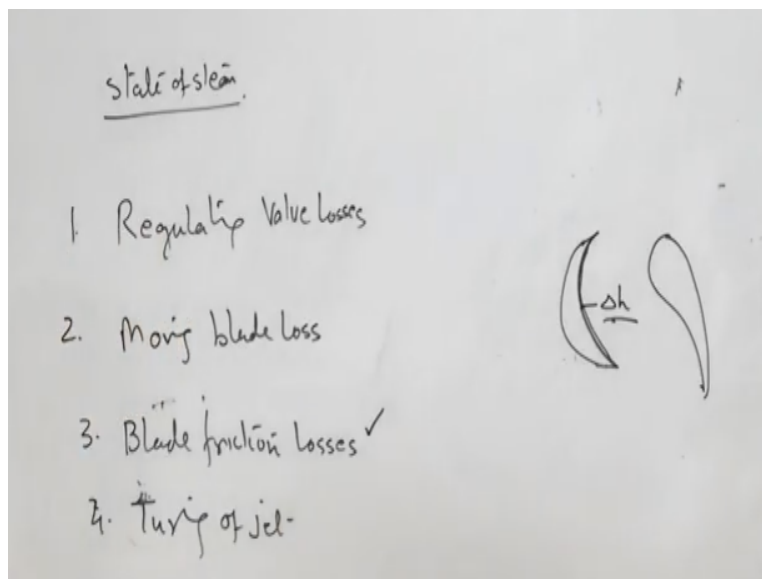 State of steam.
1. Regulating Valve Losses
2. Moving blade Loss
Δh
3. Blade friction Losses ✓
4. Turing of jet